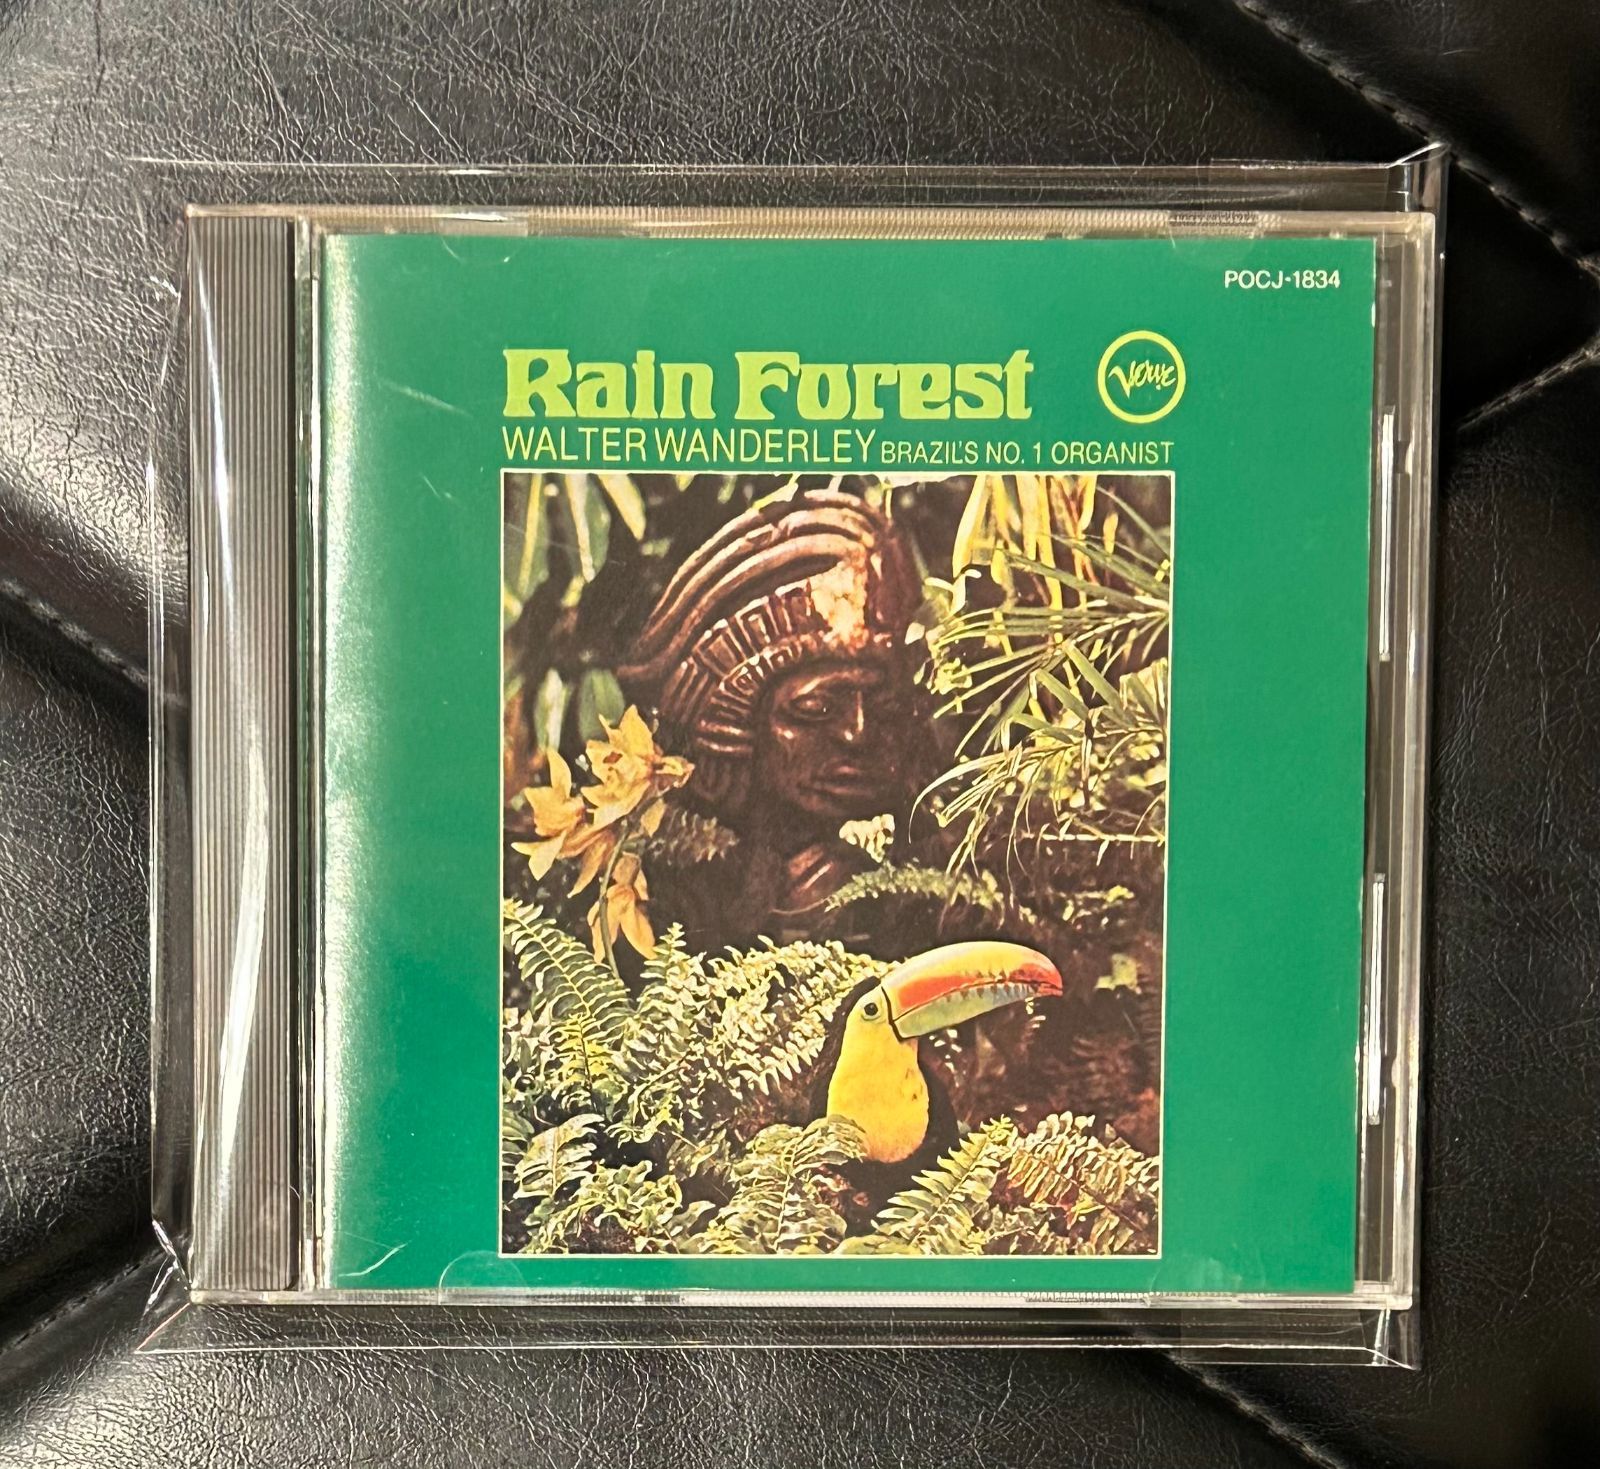 POCJ-1834
Rain Forest
Verve
WALTER WANDERLEY BRAZIL'S NO. 1 ORGANIST